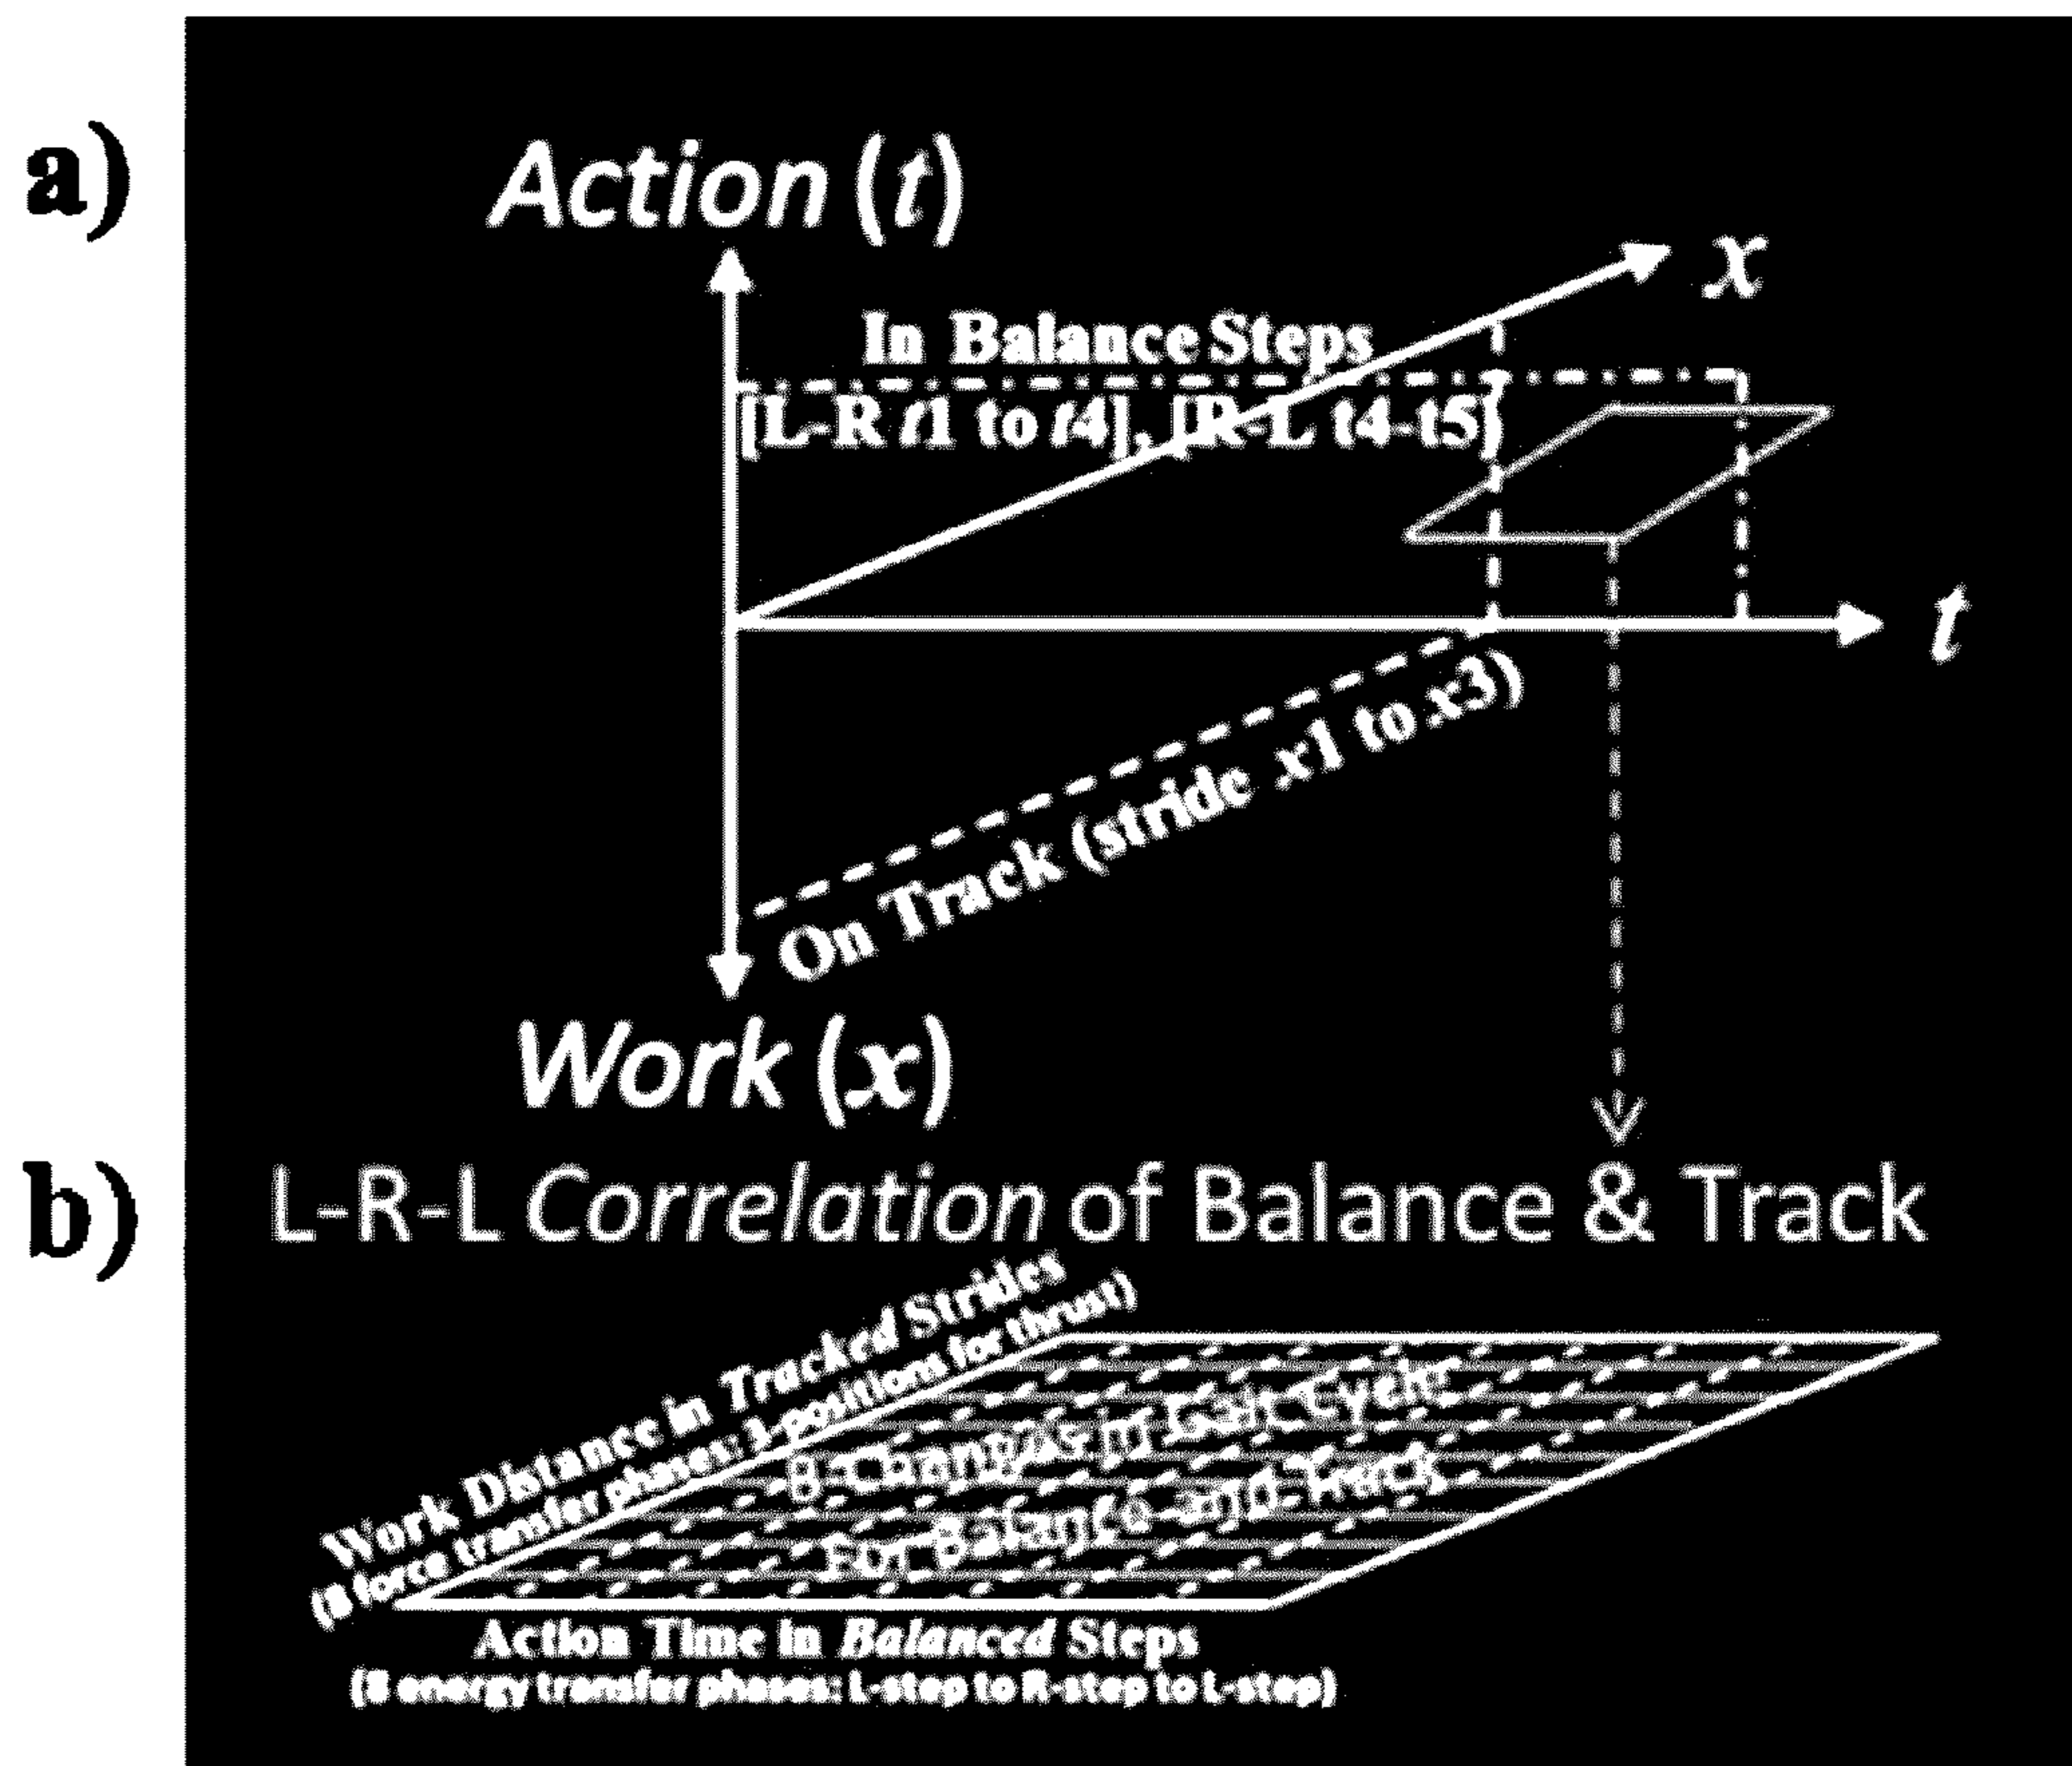 a)
Action (t)
x
In Balance Steps
[L-R t1 to t4], [R-L t4-t5]
t
On Track (stride x1 to x3)
Work (x)
b)
L-R-L Correlation of Balance & Track
Work Distance in Tracked Strides
(8 force transfer phases: 3-positions for thrust)
8-Changes in Gait Cycle:
For Balance-and-Track
Action Time in Balanced Steps
(8 energy transfer phases: L-step to R-step to L-step)